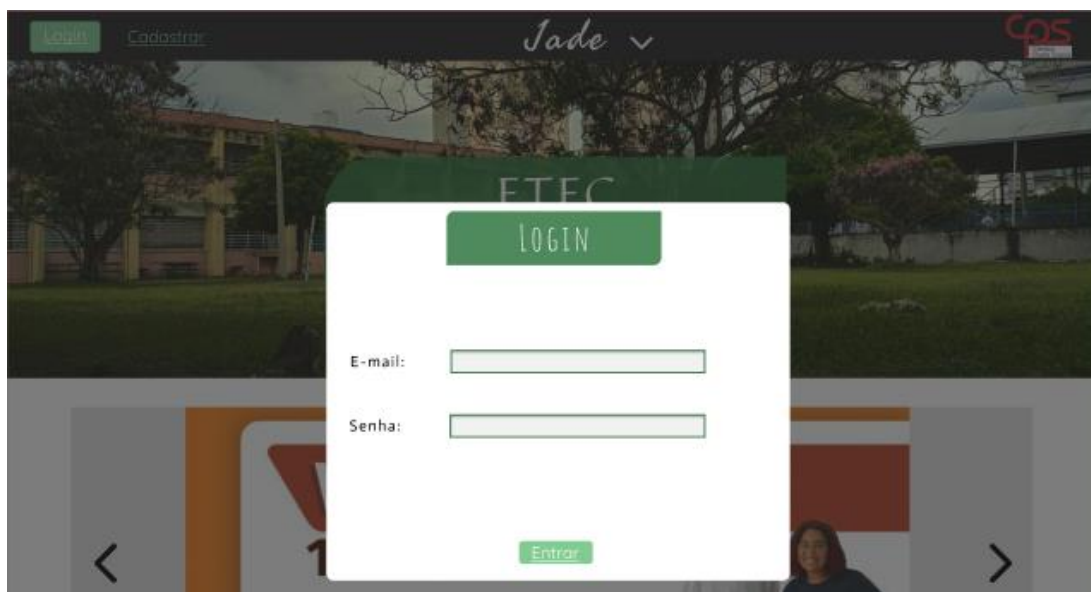 Login Cadastrar Jade CPS
ETEC
LOGIN
E-mail:
Senha:
Entrar